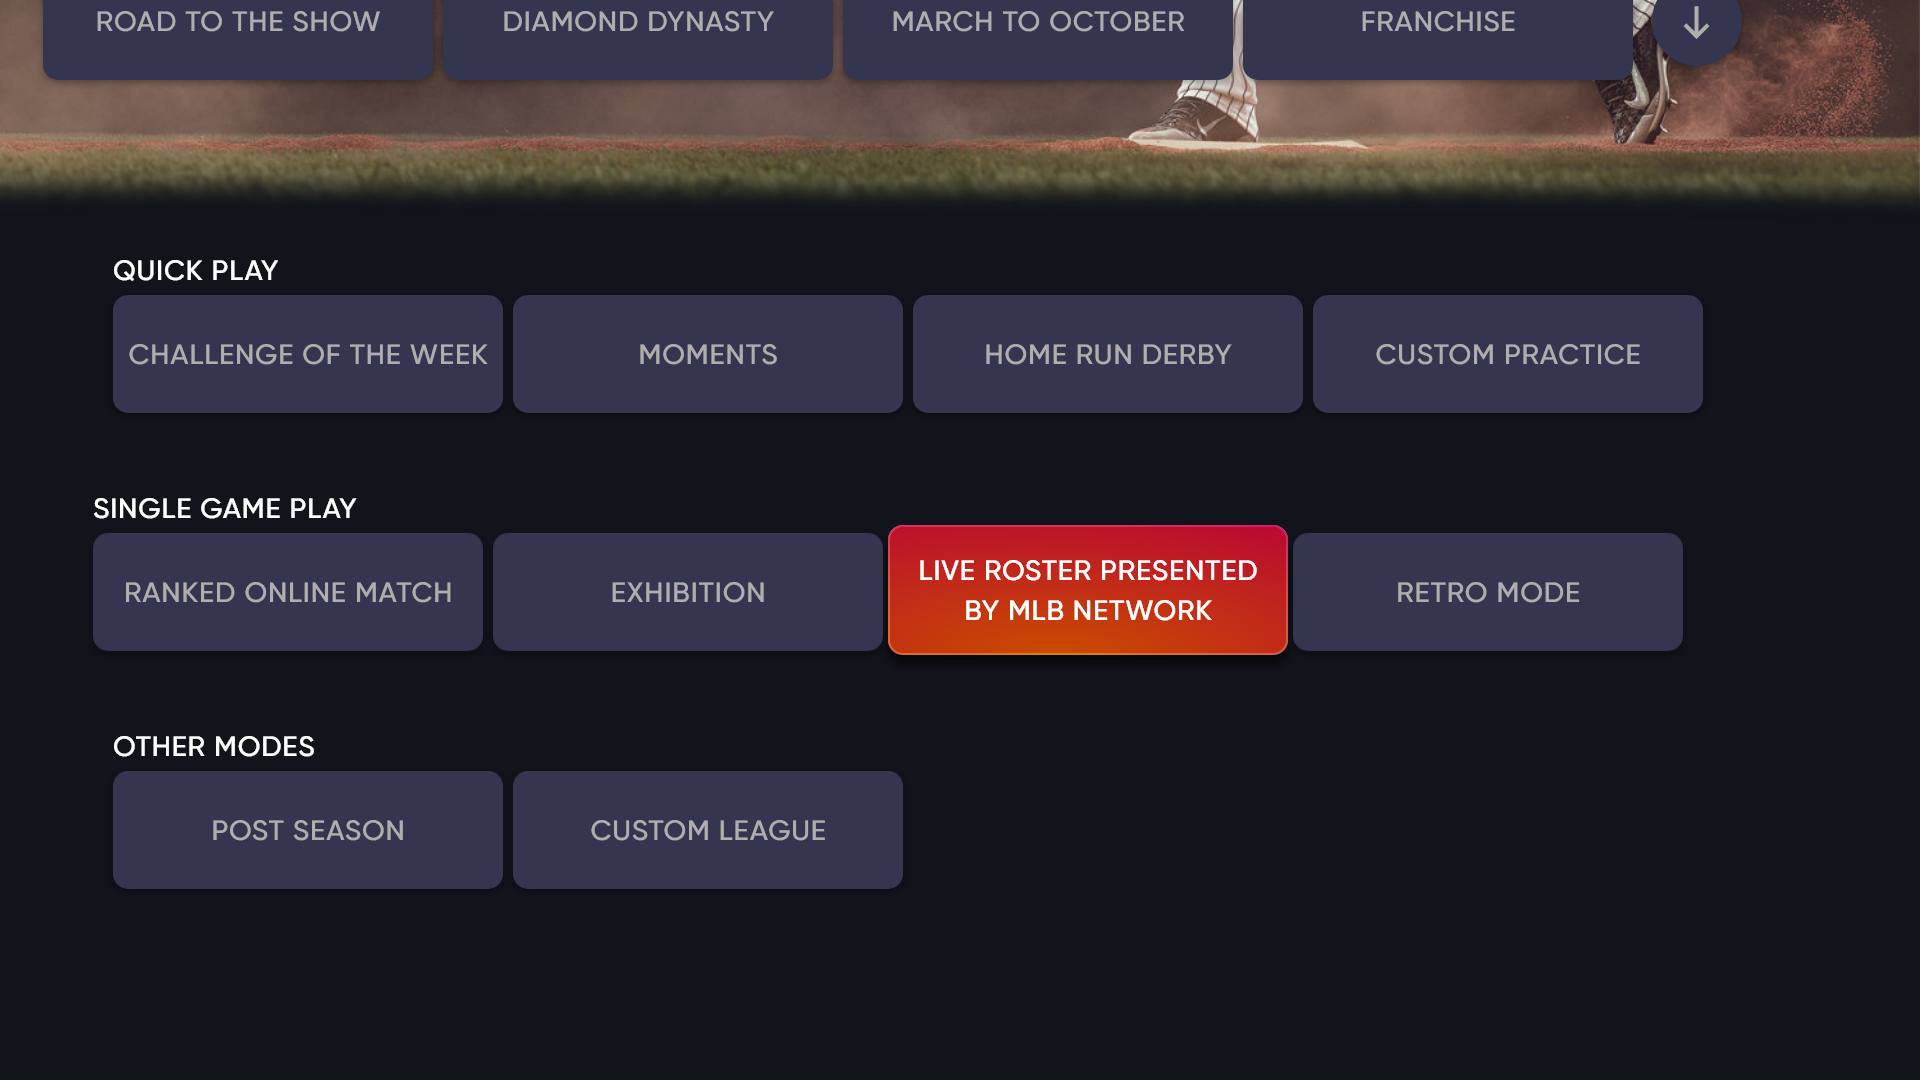 ROAD TO THE SHOW
DIAMOND DYNASTY
MARCH TO OCTOBER
FRANCHISE
QUICK PLAY
CHALLENGE OF THE WEEK
MOMENTS
HOME RUN DERBY
CUSTOM PRACTICE
SINGLE GAME PLAY
RANKED ONLINE MATCH
EXHIBITION
LIVE ROSTER PRESENTED
BY MLB NETWORK
RETRO MODE
OTHER MODES
POST SEASON
CUSTOM LEAGUE